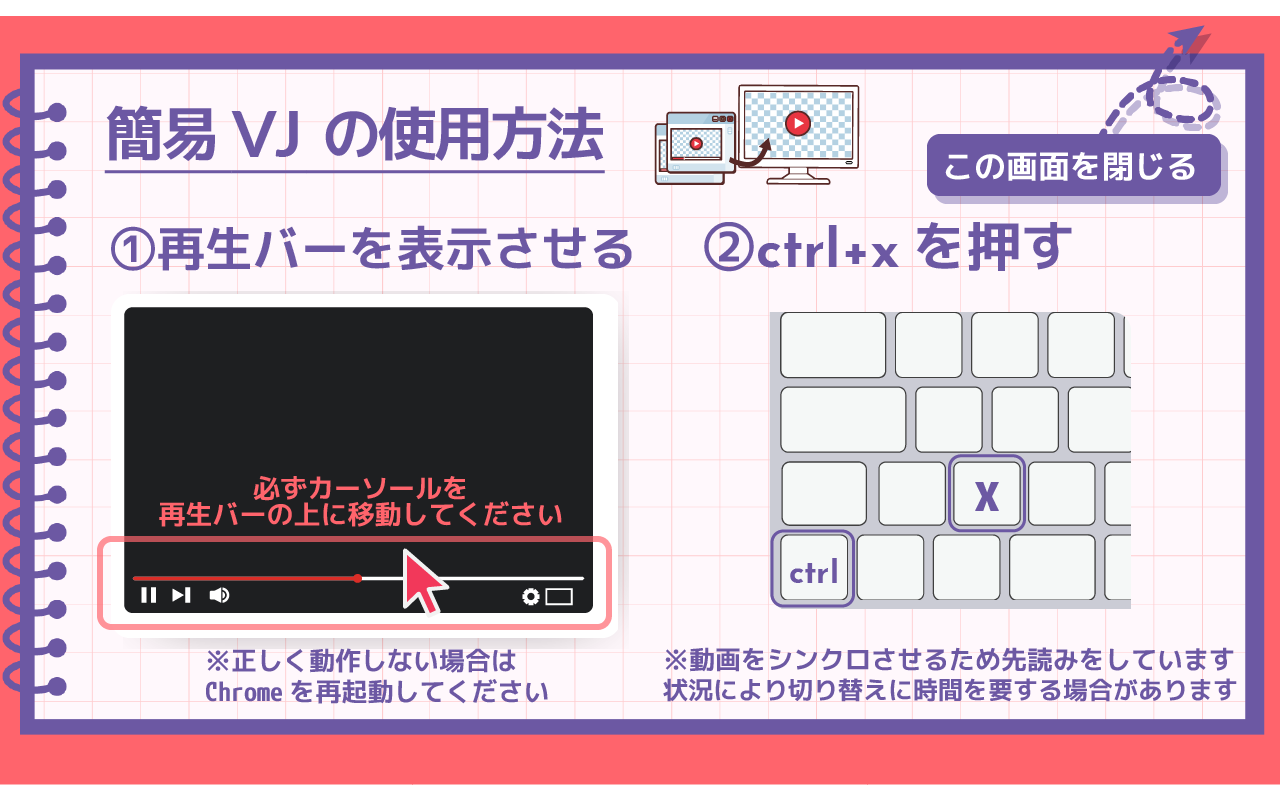 簡易 VJ の使用方法
この画面を閉じる
①再生バーを表示させる
必ずカーソールを
再生バーの上に移動してください
※正しく動作しない場合は
Chrome を再起動してください
②ctrl+x を押す
X
ctrl
※動画をシンクロさせるため先読みをしています
状況により切り替えに時間を要する場合があります